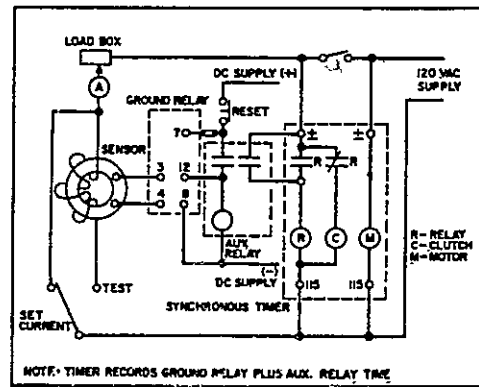 LOAD BOX
A
DC SUPPLY (+)
120 VAC
SUPPLY
GROUND RELAY
RESET
7
±
±
SENSOR
3
12
R
R
4
8
R
C
M
AUX. RELAY
R-RELAY
C-CLUTCH
M-MOTOR
(-)
DC SUPPLY
TEST
115
115
SYNCHRONOUS TIMER
SET
CURRENT
NOTE: TIMER RECORDS GROUND RELAY PLUS AUX. RELAY TIME